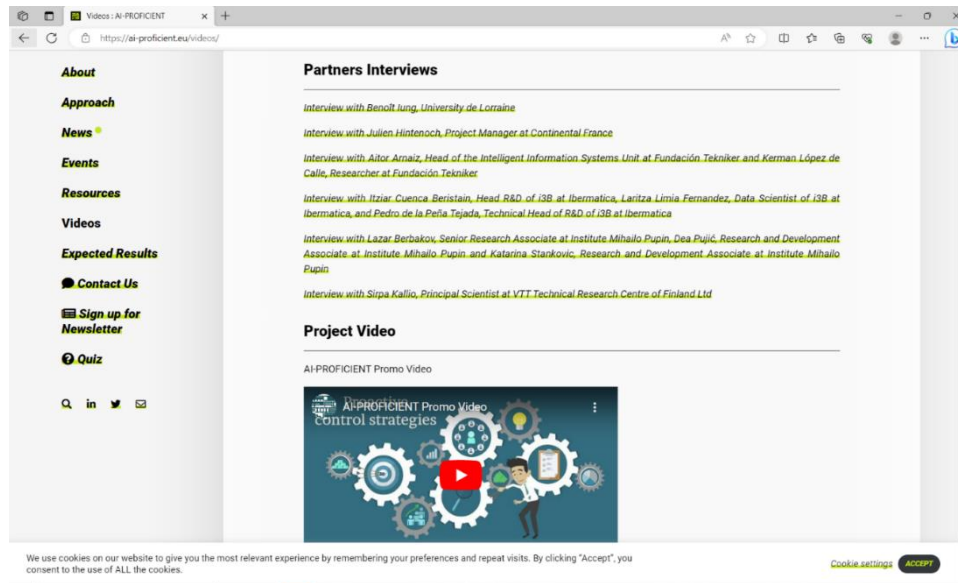 Videos : AI-PROFICIENT
https://ai-proficient.eu/videos/
About
Approach
News
Events
Resources
Videos
Expected Results
Contact Us
Sign up for
Newsletter
Quiz
Partners Interviews
Interview with Benoît Iung, University de Lorraine
Interview with Julien Hintenoch, Project Manager at Continental France
Interview with Aitor Arnaiz, Head of the Intelligent Information Systems Unit at Fundación Tekniker and Kerman López de
Calle, Researcher at Fundación Tekniker
Interview with Itziar Cuenca Beristain, Head R&D of i3B at Ibermatica, Laritza Limia Fernandez, Data Scientist of i3B at
Ibermatica, and Pedro de la Peña Tejada, Technical Head of R&D of i3B at Ibermatica
Interview with Lazar Berbakov, Senior Research Associate at Institute Mihailo Pupin, Dea Pujić, Research and Development
Associate at Institute Mihailo Pupin and Katarina Stankovic, Research and Development Associate at Institute Mihailo
Pupin
Interview with Sirpa Kallio, Principal Scientist at VTT Technical Research Centre of Finland Ltd
Project Video
AI-PROFICIENT Promo Video
Proactive
AI-PROFICIENT Promo Video
control strategies
We use cookies on our website to give you the most relevant experience by remembering your preferences and repeat visits. By clicking “Accept”, you
consent to the use of ALL the cookies.
Cookie settings
ACCEPT